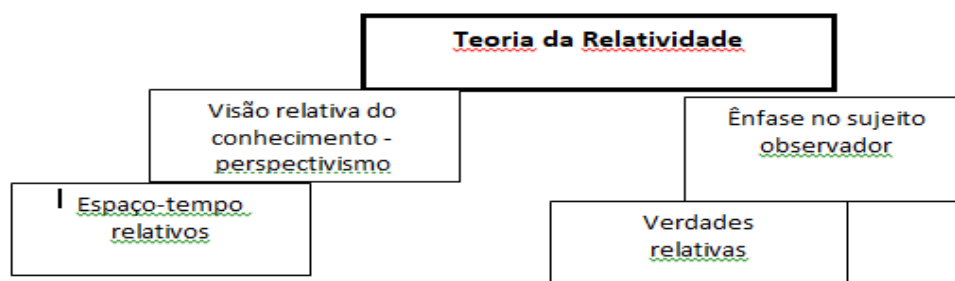 Teoria da Relatividade
Visão relativa do
conhecimento -
perspectivismo
Ênfase no sujeito
observador
Espaço-tempo
relativos
Verdades
relativas